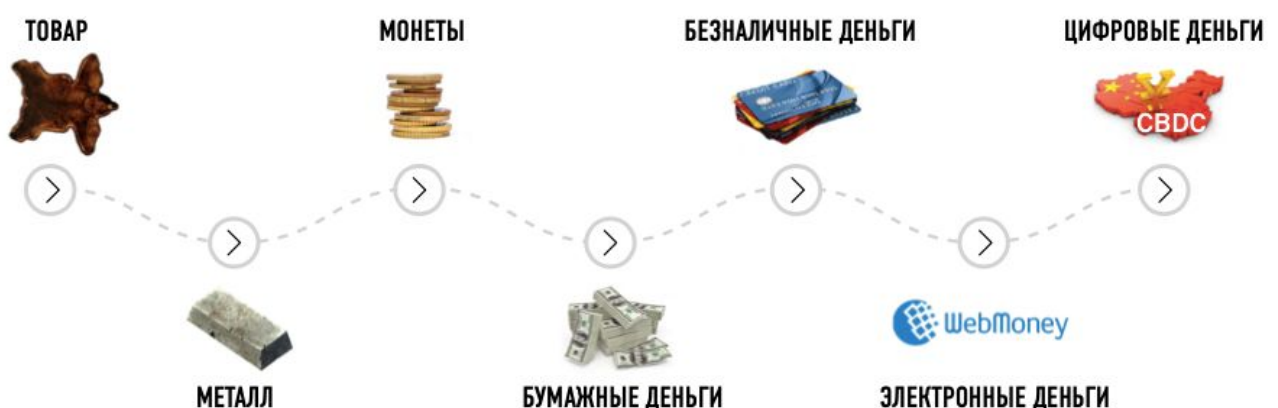 ТОВАР
МОНЕТЫ
БЕЗНАЛИЧНЫЕ ДЕНЬГИ
ЦИФРОВЫЕ ДЕНЬГИ
CBDC
WebMoney
МЕТАЛЛ
БУМАЖНЫЕ ДЕНЬГИ
ЭЛЕКТРОННЫЕ ДЕНЬГИ